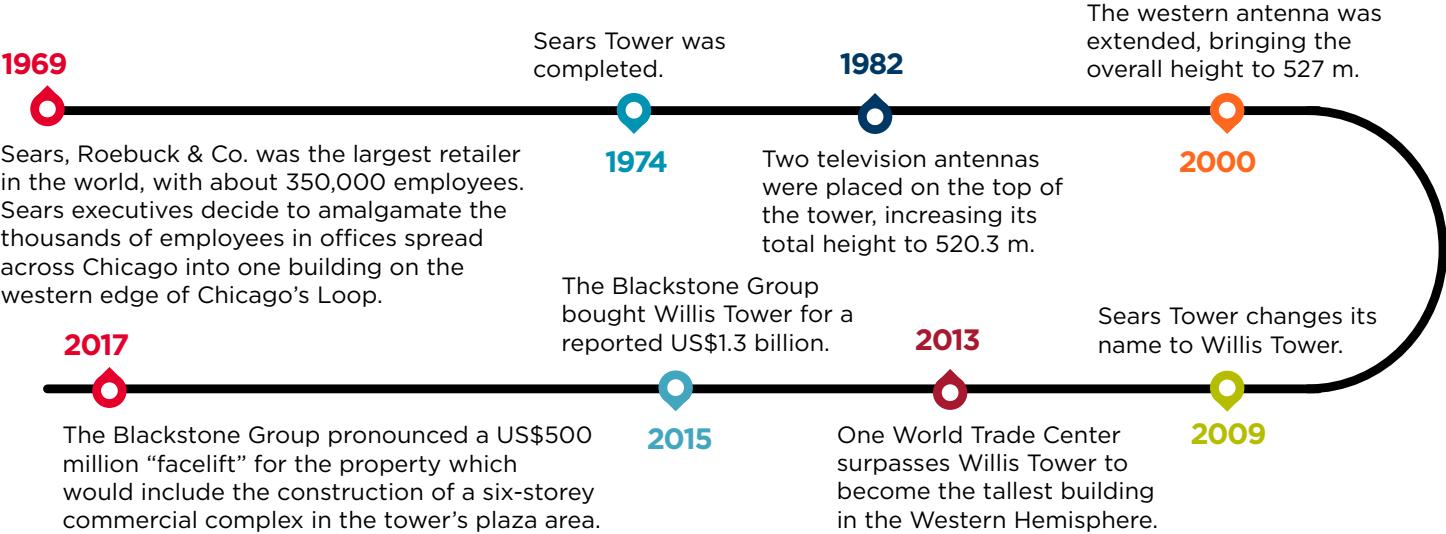 1969
Sears, Roebuck & Co. was the largest retailer
in the world, with about 350,000 employees.
Sears executives decide to amalgamate the
thousands of employees in offices spread
across Chicago into one building on the
western edge of Chicago’s Loop.
Sears Tower was
completed.
1974
1982
Two television antennas
were placed on the top of
the tower, increasing its
total height to 520.3 m.
The western antenna was
extended, bringing the
overall height to 527 m.
2000
Sears Tower changes its
name to Willis Tower.
2009
2013
One World Trade Center
surpasses Willis Tower to
become the tallest building
in the Western Hemisphere.
The Blackstone Group
bought Willis Tower for a
reported US$1.3 billion.
2015
2017
The Blackstone Group pronounced a US$500
million “facelift” for the property which
would include the construction of a six-storey
commercial complex in the tower’s plaza area.